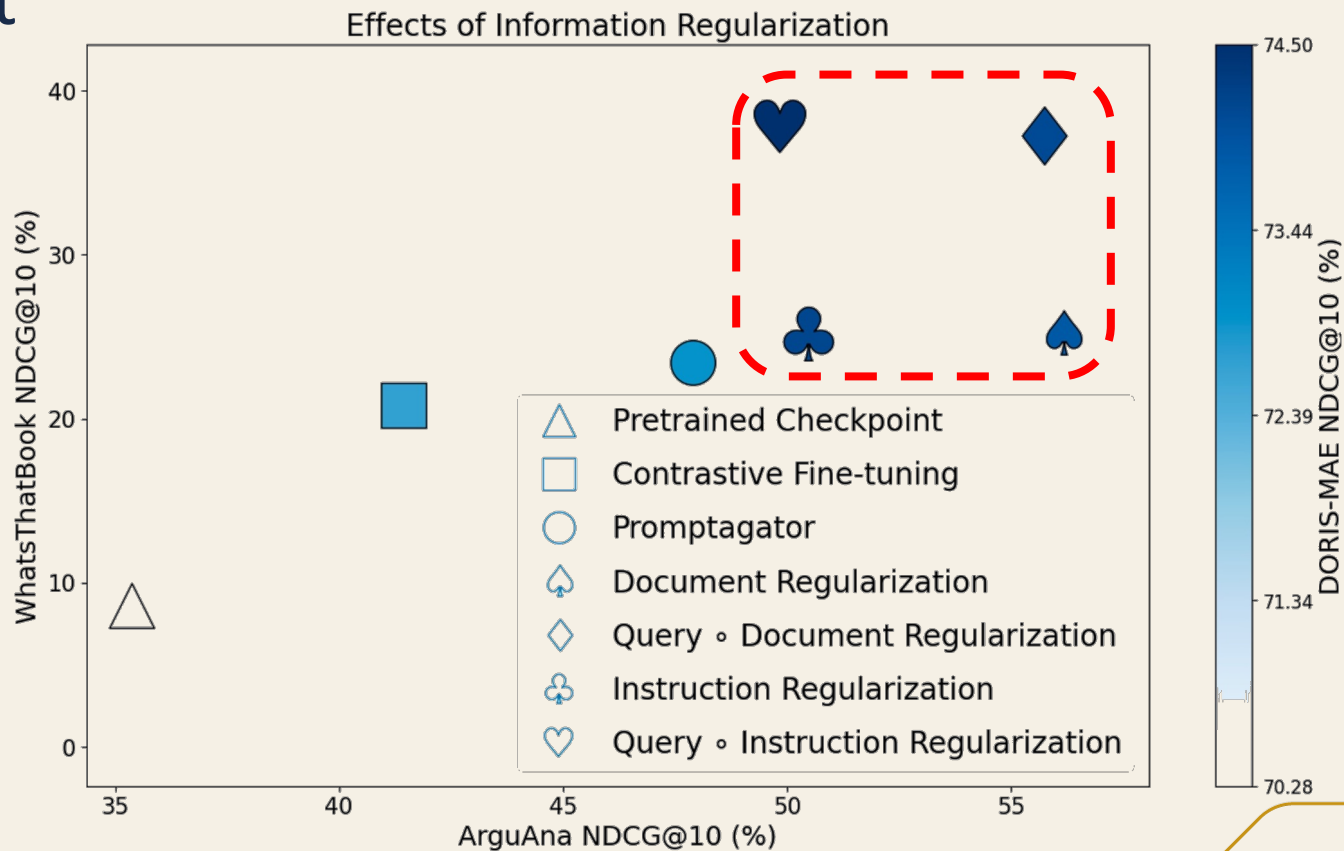 Effects of Information Regularization
WhatsThatBook NDCG@10 (%)
40
30
20
10
0
Pretrained Checkpoint
Contrastive Fine-tuning
Promptagator
Document Regularization
Query ∘ Document Regularization
Instruction Regularization
Query ∘ Instruction Regularization
35
40
45
50
55
ArguAna NDCG@10 (%)
74.50
73.44
72.39
71.34
70.28
DORIS-MAE NDCG@10 (%)